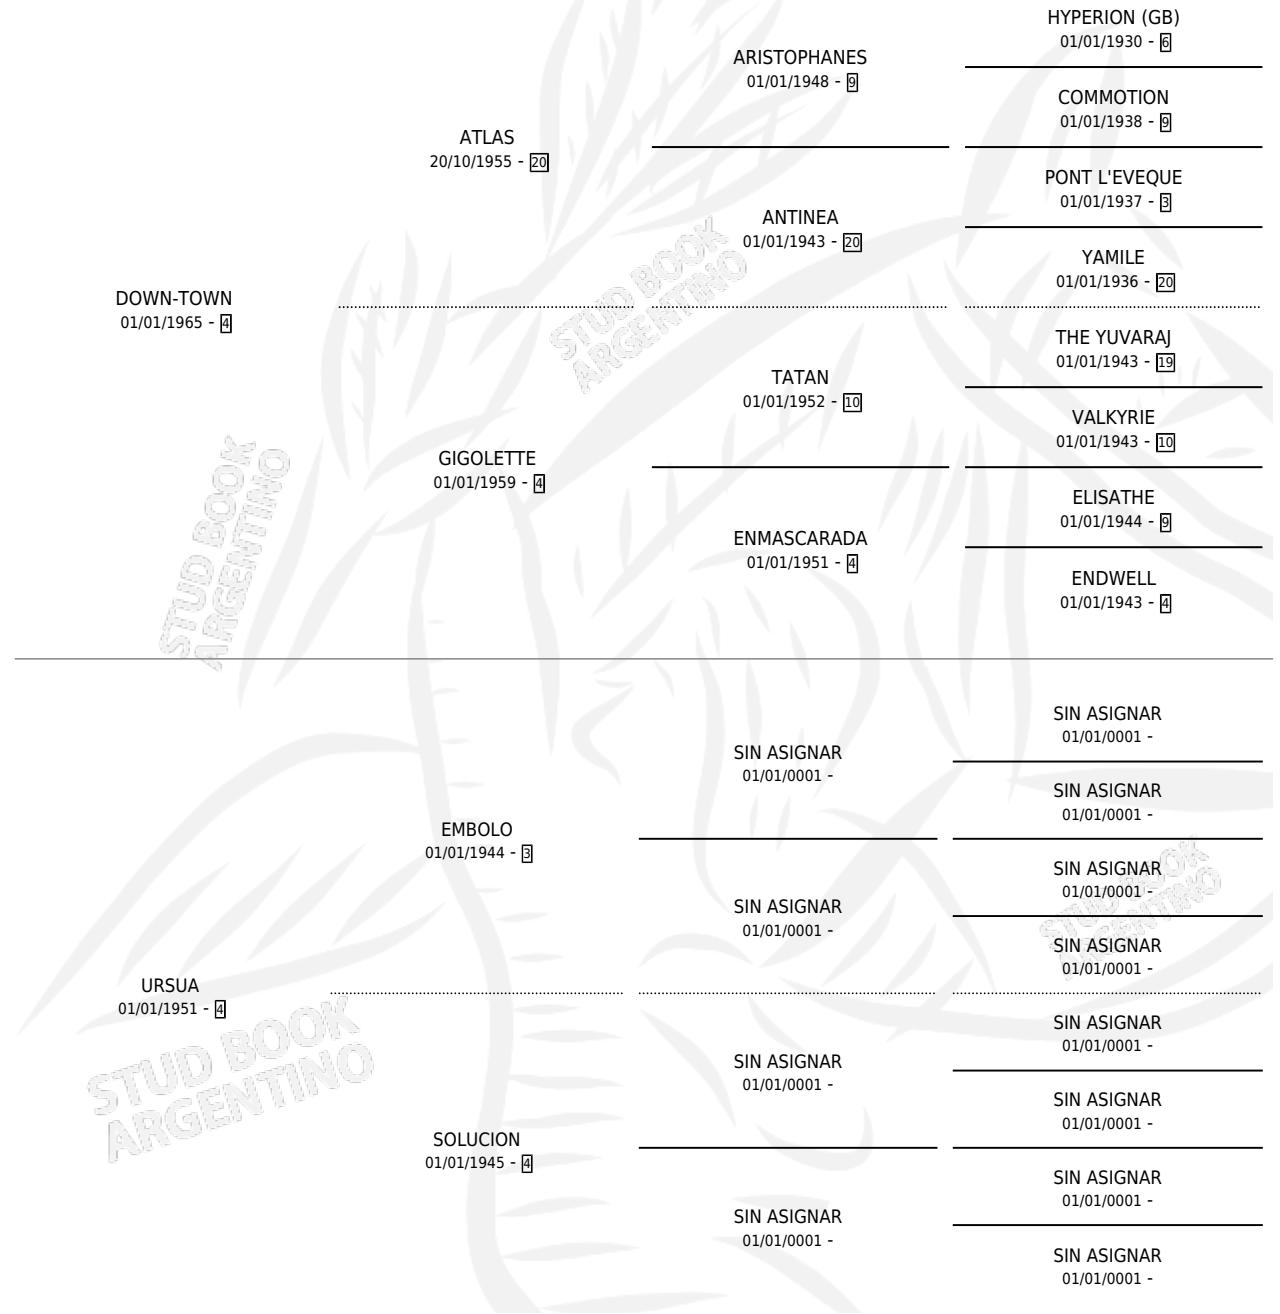 HYPERION (GB)
01/01/1930 - 6
ARISTOPHANES
01/01/1948 - 9
COMMOTION
01/01/1938 - 9
ATLAS
20/10/1955 - 20
PONT L'EVEQUE
01/01/1937 - 3
ANTINEA
01/01/1943 - 20
YAMILE
01/01/1936 - 20
DOWN-TOWN
01/01/1965 - 4
THE YUVARAJ
01/01/1943 - 19
TATAN
01/01/1952 - 10
VALKYRIE
01/01/1943 - 10
GIGOLETTE
01/01/1959 - 4
ELISATHE
01/01/1944 - 9
ENMASCARADA
01/01/1951 - 4
ENDWELL
01/01/1943 - 4
STUD BOOK
ARGENTINO
STUD BOOK
ARGENTINO
SIN ASIGNAR
01/01/0001 -
SIN ASIGNAR
01/01/0001 -
SIN ASIGNAR
01/01/0001 -
EMBOLO
01/01/1944 - 3
SIN ASIGNAR
01/01/0001 -
SIN ASIGNAR
01/01/0001 -
SIN ASIGNAR
01/01/0001 -
URSUA
01/01/1951 - 4
SIN ASIGNAR
01/01/0001 -
SIN ASIGNAR
01/01/0001 -
SIN ASIGNAR
01/01/0001 -
SOLUCION
01/01/1945 - 4
SIN ASIGNAR
01/01/0001 -
SIN ASIGNAR
01/01/0001 -
SIN ASIGNAR
01/01/0001 -
STUD BOOK
ARGENTINO
STUD BOOK
ARGENTINO